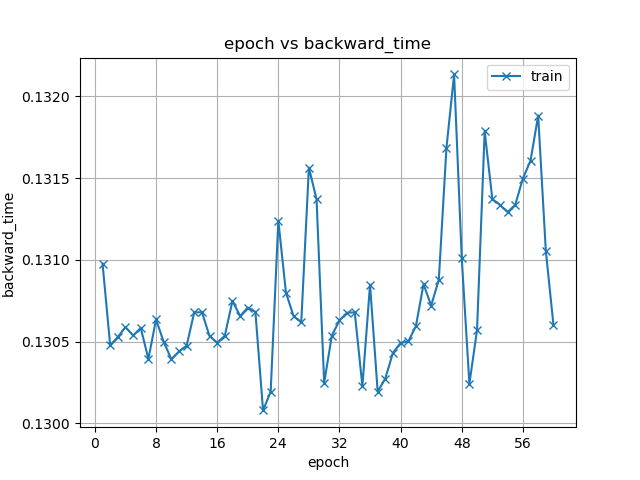 epoch vs backward_time
train
0.1320
0.1315
0.1310
0.1305
0.1300
backward_time
0 8 16 24 32 40 48 56
epoch